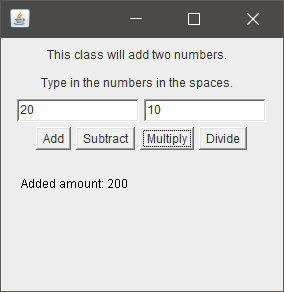 This class will add two numbers.
Type in the numbers in the spaces.
20 10
Add Subtract Multiply Divide
Added amount: 200